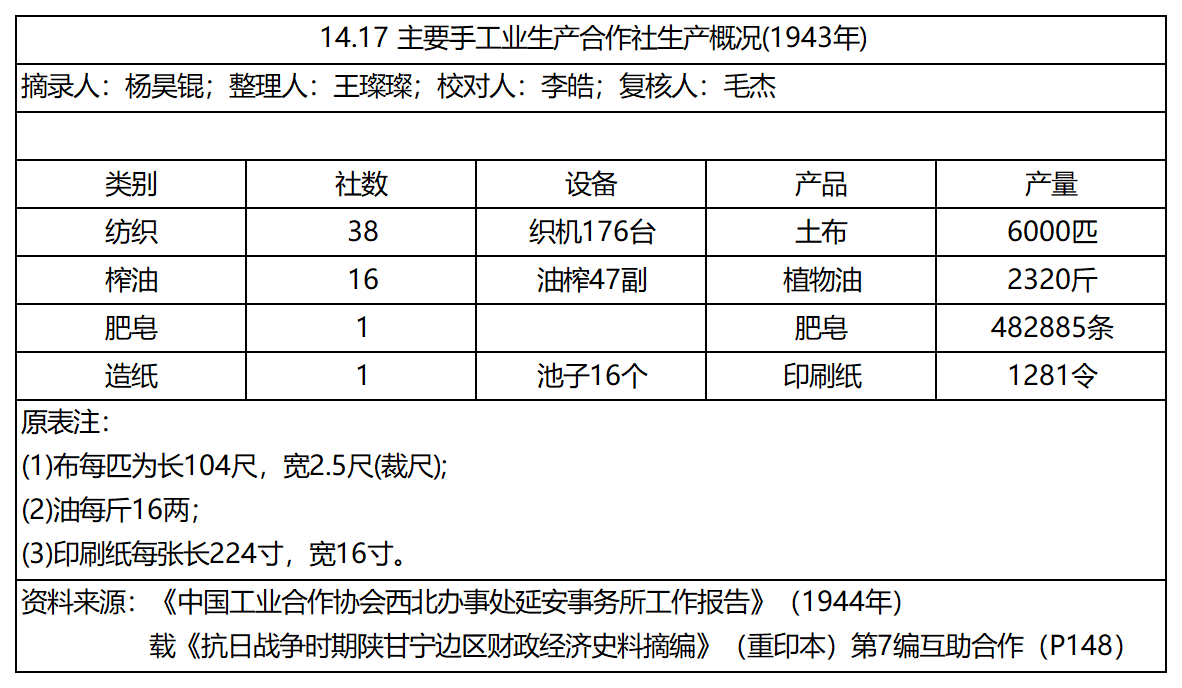 14.17 主要手工业生产合作社生产概况(1943年)
摘录人：杨昊锟；整理人：王璨璨；校对人：李皓；复核人：毛杰
类别 社数 设备 产品 产量
纺织 38 织机176台 土布 6000匹
榨油 16 油榨47副 植物油 2320斤
肥皂 1 肥皂 482885条
造纸 1 池子16个 印刷纸 1281令
原表注：
(1)布每匹为长104尺，宽2.5尺(裁尺);
(2)油每斤16两；
(3)印刷纸每张长224寸，宽16寸。
资料来源：《中国工业合作协会西北办事处延安事务所工作报告》（1944年）
载《抗日战争时期陕甘宁边区财政经济史料摘编》（重印本）第7编互助合作（P148）